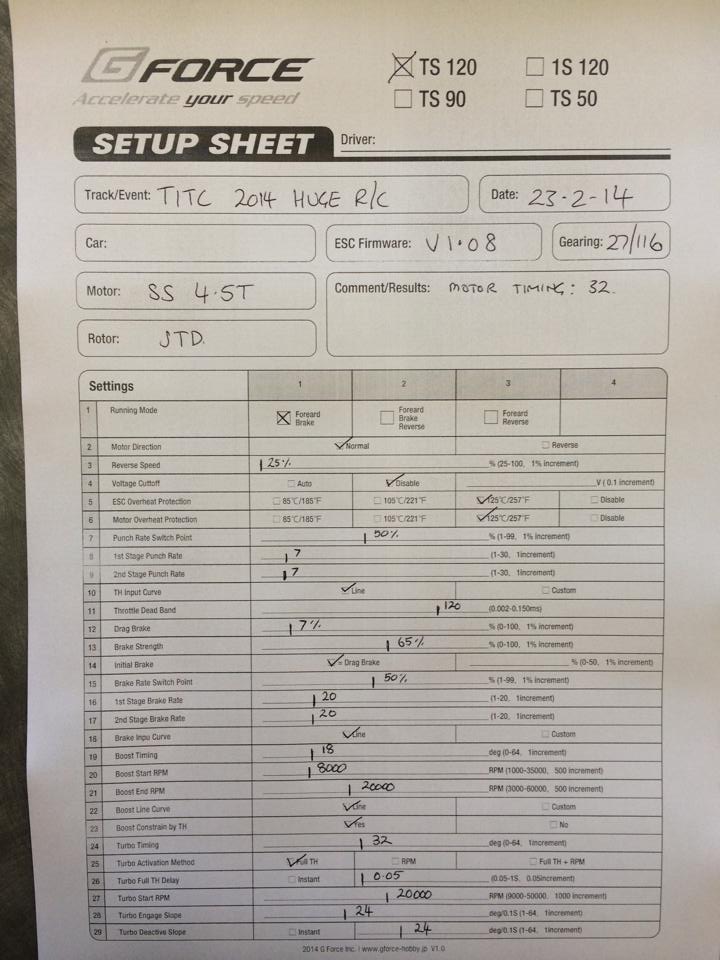 G FORCE
Accelerate your speed
TS 120 1S 120
TS 90 TS 50
SETUP SHEET Driver:
Track/Event: TITC 2014 HUGE R/C Date: 23-2-14
Car: ESC Firmware: V1.08 Gearing: 27/116
Motor: SS 4.5T Comment/Results: MOTOR TIMING: 32.
Rotor: STD.
Settings 1 2 3 4
1 Running Mode Foreard Brake Foreard Brake Reverse Foreard Reverse
2 Motor Direction Normal Reverse
3 Reverse Speed 25% % (25-100, 1% increment)
4 Voltage Cuttoff Auto Disable V ( 0.1 increment)
5 ESC Overheat Protection 85℃/185℉ 105℃/221℉ 125℃/257℉ Disable
6 Motor Overheat Protection 85℃/185℉ 105℃/221℉ 125℃/257℉ Disable
7 Punch Rate Switch Point 50% % (1-99, 1% increment)
8 1st Stage Punch Rate 7 (1-30, 1increment)
9 2nd Stage Punch Rate 7 (1-30, 1increment)
10 TH Input Curve Line Custom
11 Throttle Dead Band 120 (0.002-0.150ms)
12 Drag Brake 7% % (0-100, 1% increment)
13 Brake Strength 65% % (0-100, 1% increment)
14 Initial Brake = Drag Brake % (0-50, 1% increment)
15 Brake Rate Switch Point 50% % (1-99, 1% increment)
16 1st Stage Brake Rate 20 (1-20, 1increment)
17 2nd Stage Brake Rate 20 (1-20, 1increment)
18 Brake Inpu Curve Line Custom
19 Boost Timing 18 deg (0-64, 1increment)
20 Boost Start RPM 8000 RPM (1000-35000, 500 increment)
21 Boost End RPM 20000 RPM (3000-60000, 500 increment)
22 Boost Line Curve Line Custom
23 Boost Constrain by TH Yes No
24 Turbo Timing 32 deg (0-64, 1increment)
25 Turbo Activation Method Full TH RPM Full TH + RPM
26 Turbo Full TH Delay Instant 0.05 (0.05-1S, 0.05increment)
27 Turbo Start RPM 20000 RPM (9000-50000, 1000 increment)
28 Turbo Engage Slope 24 deg/0.1S (1-64, 1increment)
29 Turbo Deactive Slope Instant 24 deg/0.1S (1-64, 1increment)
2014 G Force Inc. | www.gforce-hobby.jp V1.0